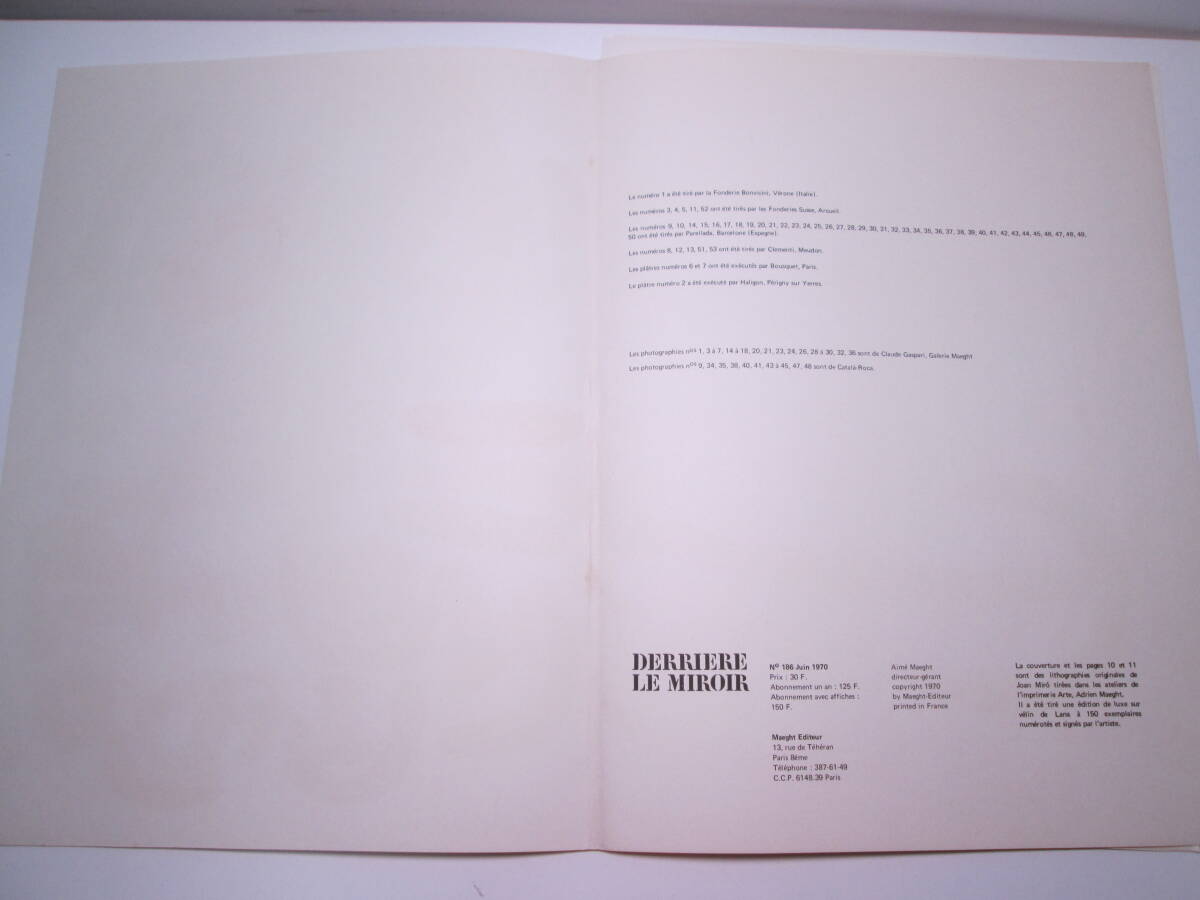 Le numéro 1 a été tiré par la Fonderie Bonvicini, Vérone (Italie).
Les numéros 3, 4, 5, 11, 52 ont été tirés par les Fonderies Susse, Arcueil.
Les numéros 9, 10, 14, 15, 16, 17, 18, 19, 20, 21, 22, 23, 24, 25, 26, 27, 28, 29, 30, 31, 32, 33, 34, 35, 36, 37, 38, 39, 40, 41, 42, 43, 44, 45, 46, 47, 48, 49,
50 ont été tirés par Parellada, Barcelone (Espagne).
Les numéros 8, 12, 13, 51, 53 ont été tirés par Clementi, Meudon.
Les plâtres numéros 6 et 7 ont été exécutés par Bousquet, Paris.
Le plâtre numéro 2 a été exécuté par Haligon, Périgny sur Yerres.
Les photographies nos 1, 3 à 7, 14 à 18, 20, 21, 23, 24, 26, 28 à 30, 32, 36 sont de Claude Gaspari, Galerie Maeght
Les photographies nos 9, 34, 35, 38, 40, 41, 43 à 45, 47, 48 sont de Català-Roca.
DERRIERE
LE MIROIR
No 186 Juin 1970
Prix : 30 F.
Abonnement un an : 125 F.
Abonnement avec affiches :
150 F.
Maeght Editeur
13, rue de Téhéran
Paris 8ème
Téléphone : 387-61-49
C.C.P. 6148.39 Paris
Aimé Maeght
directeur-gérant
copyright 1970
by Maeght-Editeur
printed in France
La couverture et les pages 10 et 11
sont des lithographies originales de
Joan Miró tirées dans les ateliers de
l'imprimerie Arte, Adrien Maeght.
Il a été tiré une édition de luxe sur
vélin de Lana à 150 exemplaires
numérotés et signés par l'artiste.